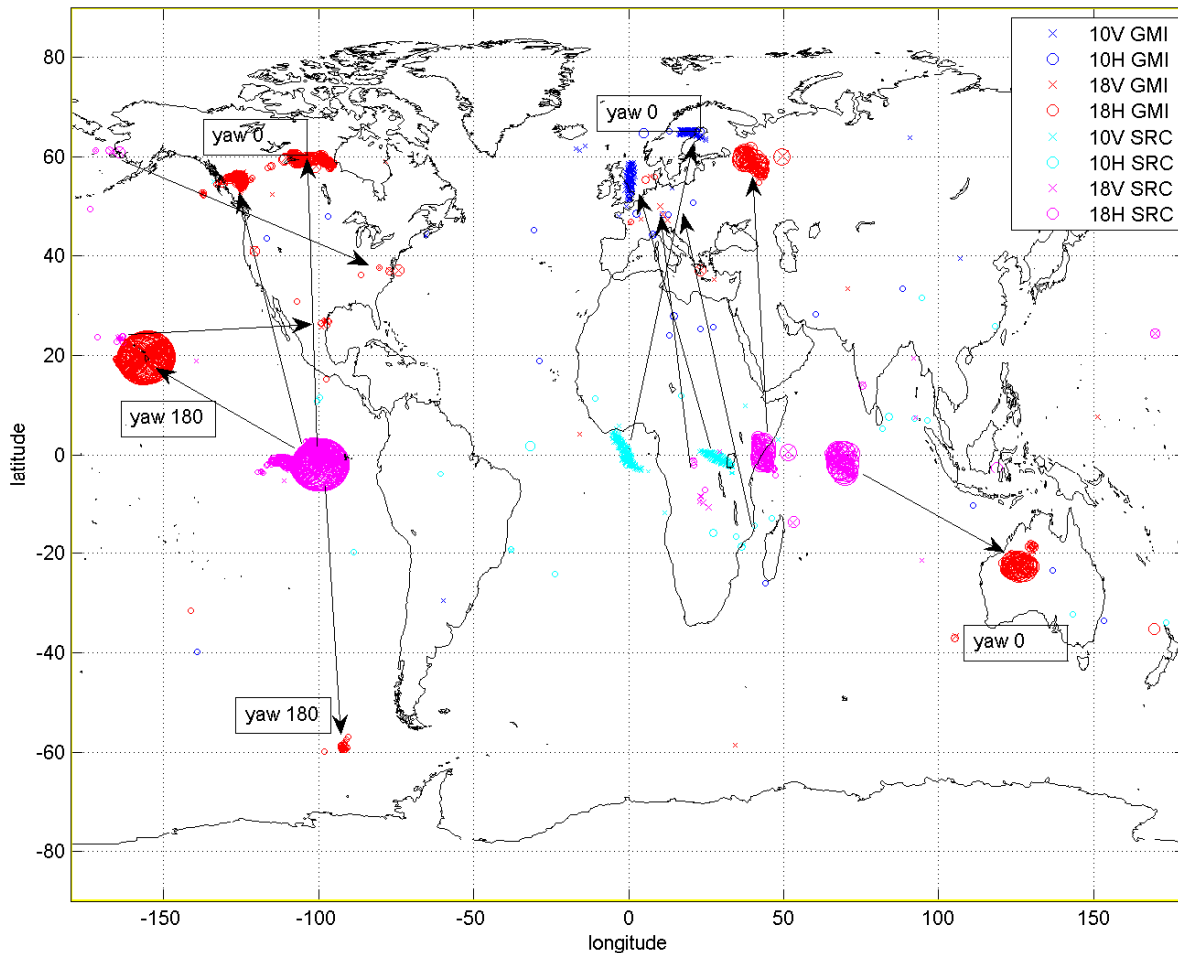 80
60
40
20
0
-20
-40
-60
-80
-150
-100
-50
0
50
100
150
longitude
latitude
yaw 0
yaw 0
yaw 180
yaw 180
yaw 0
10V GMI
10H GMI
18V GMI
18H GMI
10V SRC
10H SRC
18V SRC
18H SRC